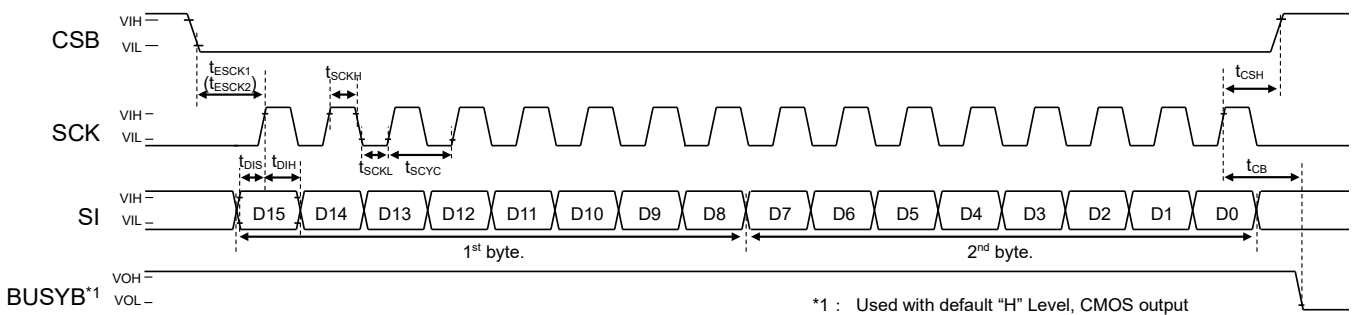 VIH
CSB
VIL
tESCK1
(tESCK2)
tSCKH
tCSH
VIH
SCK
VIL
tDIS tDIH tSCKL tSCYC tCB
VIH
SI D15 D14 D13 D12 D11 D10 D9 D8 D7 D6 D5 D4 D3 D2 D1 D0
VIL
1st byte. 2nd byte.
VOH
BUSYB*1
VOL
*1 : Used with default “H” Level, CMOS output